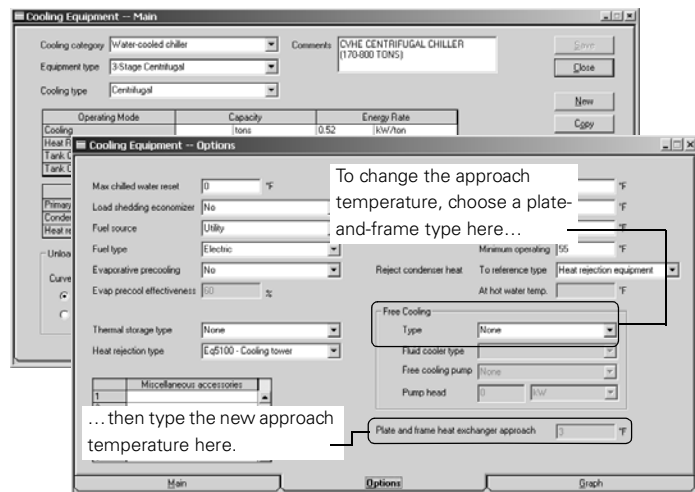 Cooling Equipment -- Main
Cooling category Water-cooled chiller
Comments CVHE CENTRIFUGAL CHILLER
(170-800 TONS)
Save
Equipment type 3-Stage Centrifugal
Close
Cooling type Centrifugal
New
Operating Mode Capacity Energy Rate
Copy
Cooling tons 0.52 kW/ton
Heat R
Tank C
Tank C
Primary
Conden
Heat re
Unloa
Curve
Cooling Equipment -- Options
To change the approach
temperature, choose a plate-
and-frame type here…
Max chilled water reset 0 °F
°F
Load shedding economizer No
°F
Fuel source Utility
°F
Fuel type Electric
Minimum operating 55 °F
Evaporative precooling No
Reject condenser heat To reference type Heat rejection equipment
Evap precool effectiveness 60 %
At hot water temp. °F
Free Cooling
Thermal storage type None
Type None
Heat rejection type Eq5100 - Cooling tower
Fluid cooler type
Free cooling pump None
Pump head 0 kW
Miscellaneous accessories
1
…then type the new approach
temperature here.
Plate and frame heat exchanger approach 3 °F
Main Options Graph